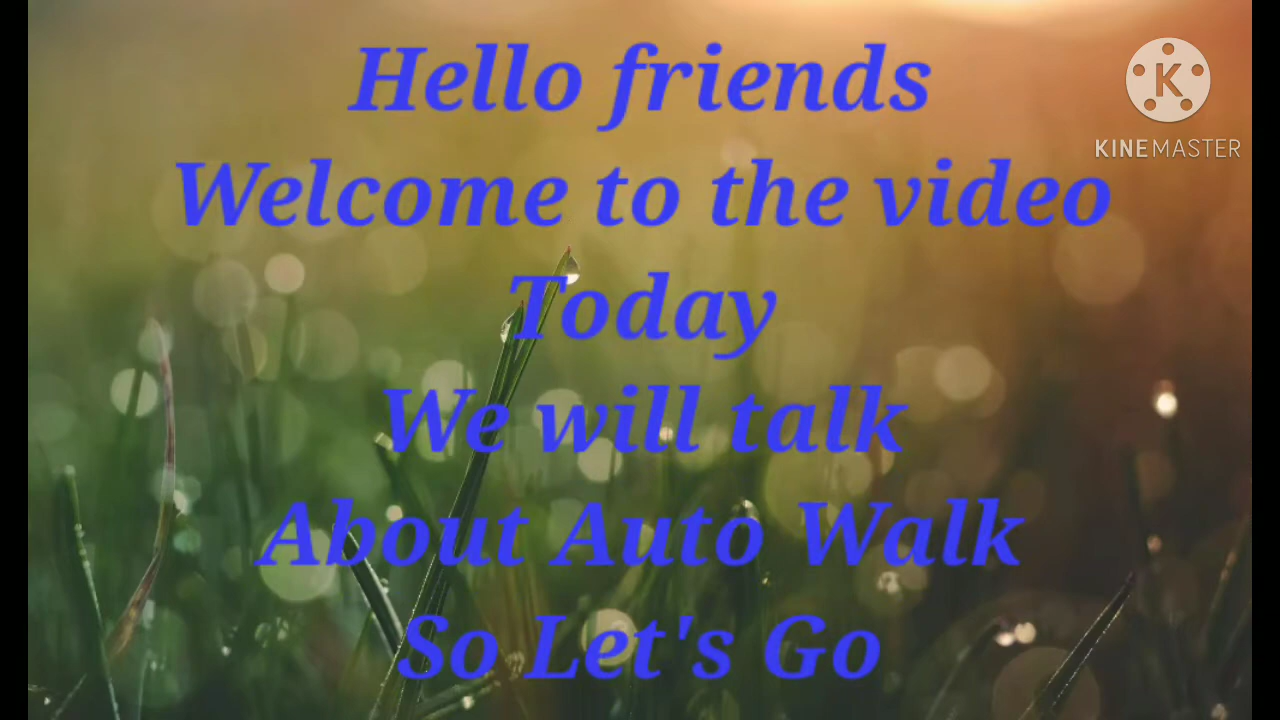 Hello friends
Welcome to the video
Today
We will talk
About Auto Walk
So Let's Go
K
KINEMASTER